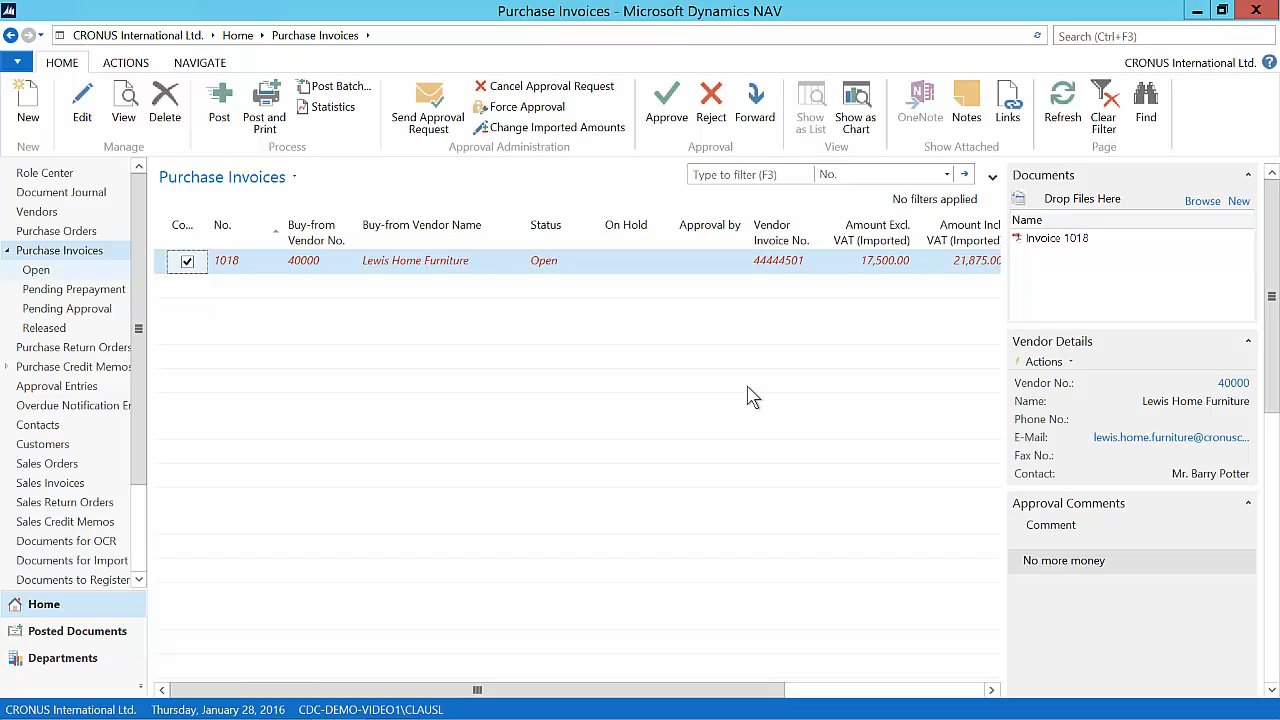 Purchase Invoices - Microsoft Dynamics NAV
CRONUS International Ltd. Home Purchase Invoices
Search (Ctrl+F3)
HOME ACTIONS NAVIGATE
CRONUS International Ltd.
New
New
Edit View Delete
Manage
Post
Post and Print
Post Batch...
Statistics
Process
Send Approval Request
Cancel Approval Request
Force Approval
Change Imported Amounts
Approval Administration
Approve Reject Forward
Approval
Show as List
Show as Chart
View
OneNote Notes Links
Show Attached
Refresh
Clear Filter
Find
Page
Role Center
Document Journal
Vendors
Purchase Orders
Purchase Invoices
Open
Pending Prepayment
Pending Approval
Released
Purchase Return Orders
Purchase Credit Memos
Approval Entries
Overdue Notification Er
Contacts
Customers
Sales Orders
Sales Invoices
Sales Return Orders
Sales Credit Memos
Documents for OCR
Documents for Import
Documents to Register
Home
Posted Documents
Departments
Purchase Invoices
Type to filter (F3) No.
No filters applied
Co... No. Buy-from Vendor No. Buy-from Vendor Name Status On Hold Approval by Vendor Invoice No. Amount Excl. VAT (Imported) Amount Incl VAT (Imported)
1018 40000 Lewis Home Furniture Open 44444501 17,500.00 21,875.00
Documents
Drop Files Here Browse New
Name
Invoice 1018
Vendor Details
Actions
Vendor No.: 40000
Name: Lewis Home Furniture
Phone No.:
E-Mail: lewis.home.furniture@cronusc...
Fax No.:
Contact: Mr. Barry Potter
Approval Comments
Comment
No more money
CRONUS International Ltd. Thursday, January 28, 2016 CDC-DEMO-VIDEO1\CLAUSL